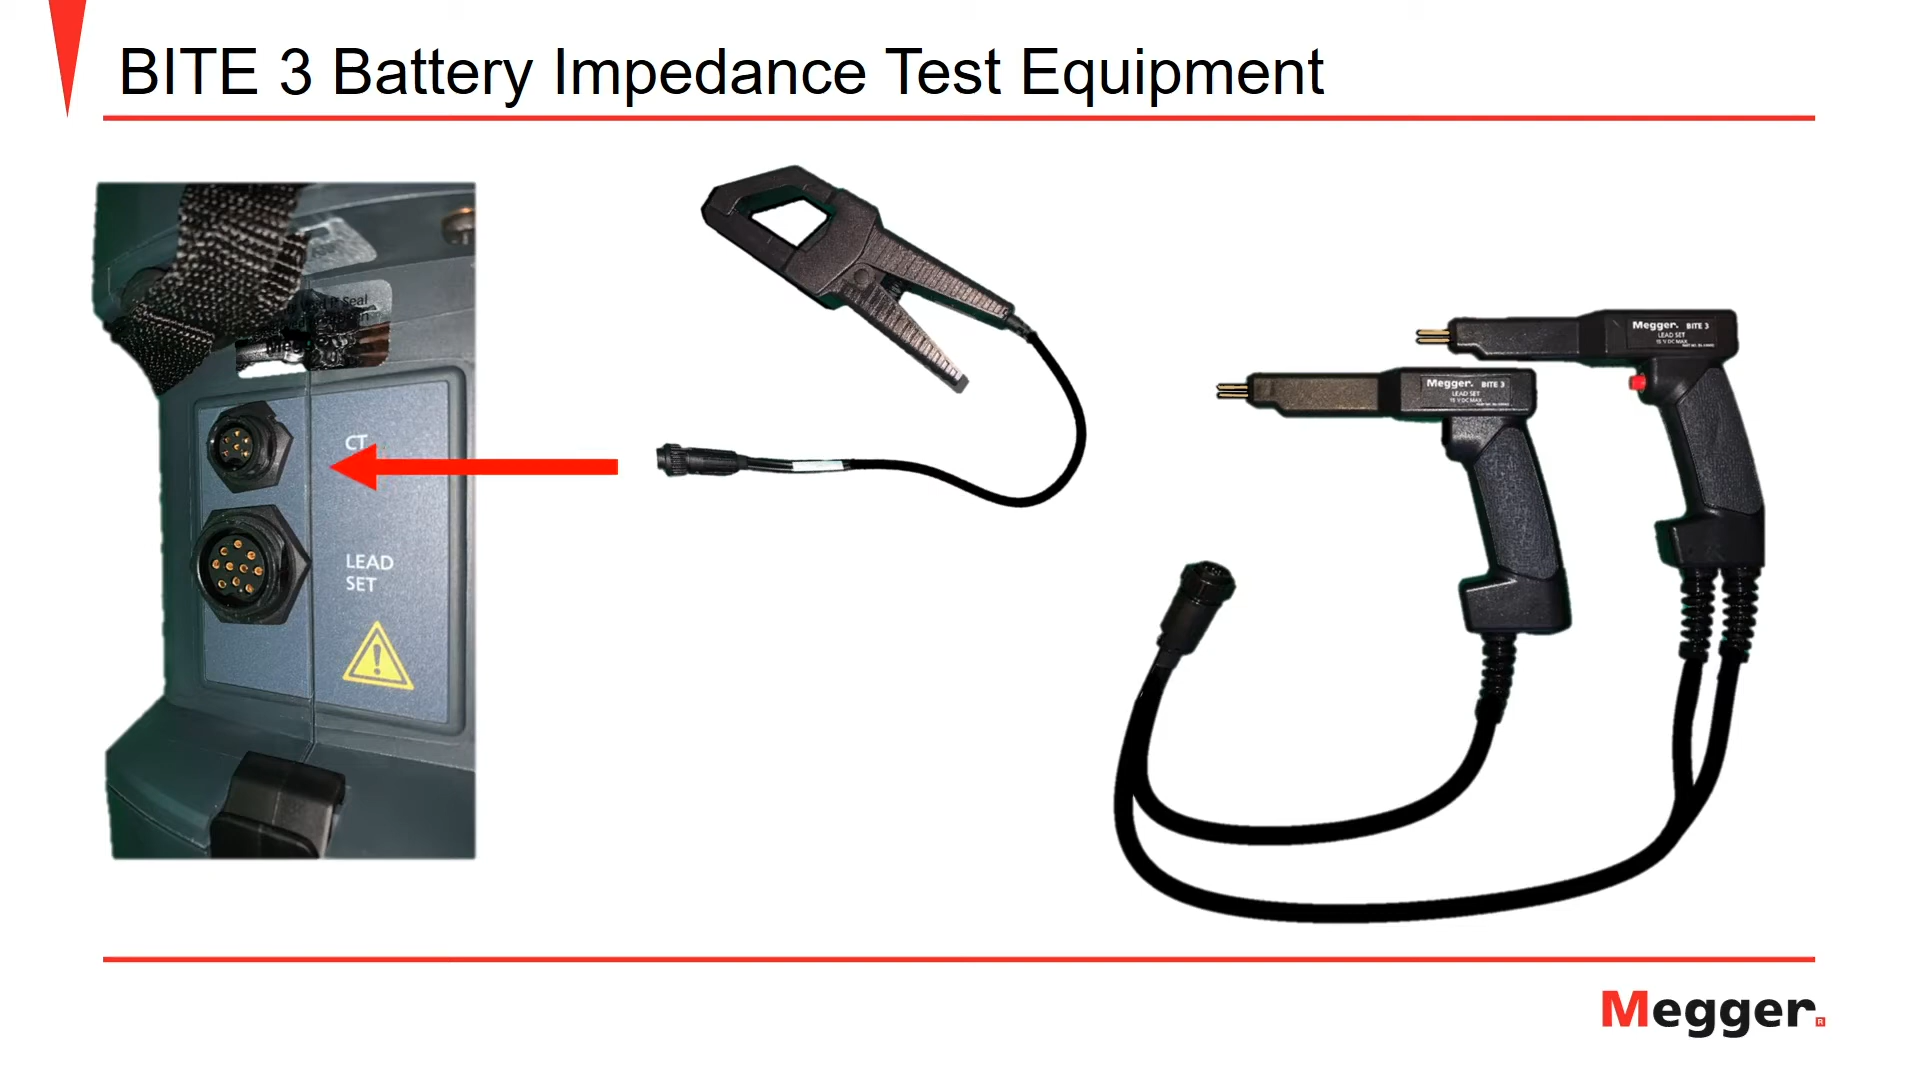 BITE 3 Battery Impedance Test Equipment
Seal
CT
LEAD
SET
Megger. BITE 3
LEAD SET
15 V DC MAX
Megger. BITE 3
LEAD SET
15 V DC MAX
Megger.